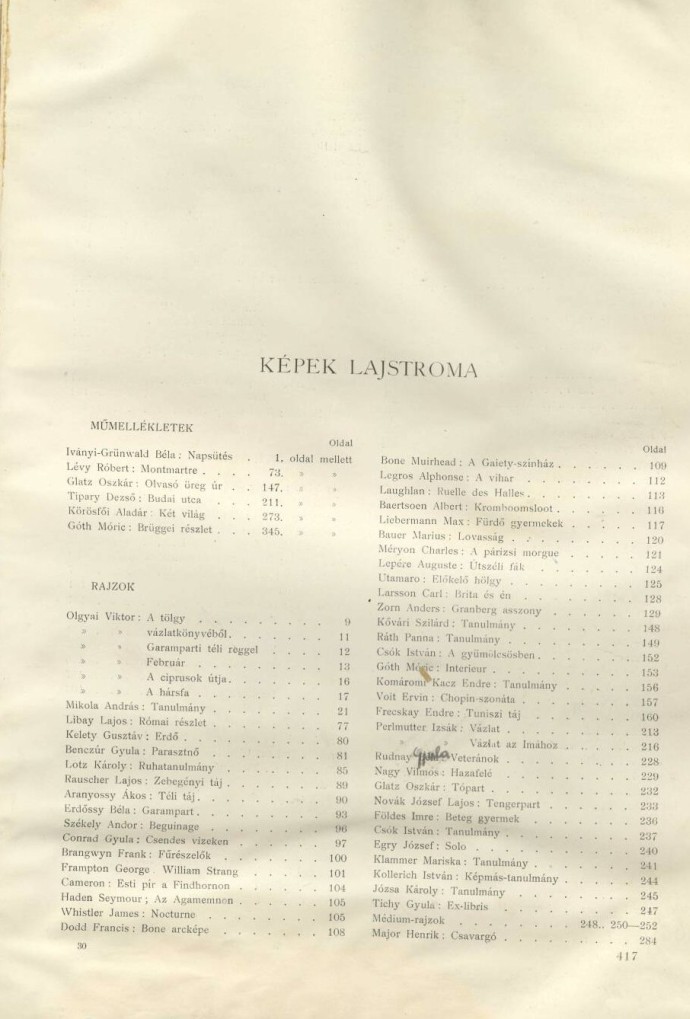 KÉPEK LAJSTROMA
MŰMELLÉKLETEK
Oldal
Iványi-Grünwald Béla: Napsütés . 1. oldal mellett
Lévy Róbert: Montmartre . . . . 73. » »
Glatz Oszkár: Olvasó öreg úr . . 147. » »
Tipary Dezső: Budai utca . . . 211. » »
Körösfői Aladár: Két világ . . . 273. » »
Góth Móric: Brüggei részlet . . . 345. » »
RAJZOK
Olgyai Viktor: A tölgy . . . . . . . . . 9
» » vázlatkönyvéből. . . . . . . 11
» » Garamparti téli reggel . . . . 12
» » Február . . . . . . . . . 13
» » A ciprusok útja. . . . . . . 16
» » A hársfa . . . . . . . . . 17
Mikola András: Tanulmány . . . . . . . . 21
Libay Lajos: Római részlet . . . . . . . . 77
Kelety Gusztáv: Erdő . . . . . . . . . . 80
Benczúr Gyula: Parasztnő . . . . . . . . 81
Lotz Károly: Ruhatanulmány . . . . . . . 85
Rauscher Lajos: Zebegényi táj . . . . . . . 89
Aranyossy Ákos: Téli táj. . . . . . . . . 90
Erdőssy Béla: Garampart. . . . . . . . . 93
Székely Andor: Beguinage . . . . . . . . 96
Conrad Gyula: Csendes vizeken . . . . . . 97
Brangwyn Frank: Fűrészelők . . . . . . . 100
Frampton George William Strang . . . . . 101
Cameron: Esti pír a Findhornon . . . . . . 104
Haden Seymour; Az Agamemnon . . . . . . 105
Whistler James: Nocturne . . . . . . . . 105
Dodd Francis: Bone arcképe . . . . . . . 108
30
Oldal
Bone Muirhead: A Gaiety-szinház . . . . . . 109
Legros Alphonse: A vihar . . . . . . . . 112
Laughlan: Ruelle des Halles. . . . . . . . 113
Baertsoen Albert: Kromboomsloot. . . . . . 116
Liebermann Max: Fürdő gyermekek . . . . . 117
Bauer Marius: Lovasság . . . . . . . . . 120
Méryon Charles: A párizsi morgue . . . . . 121
Lepére Auguste: Útszéli fák . . . . . . . 124
Utamaro: Előkelő hölgy . . . . . . . . . 125
Larsson Carl: Brita és én . . . . . . . . 128
Zorn Anders: Granberg asszony . . . . . . 129
Kővári Szilárd: Tanulmány . . . . . . . . 148
Ráth Panna: Tanulmány . . . . . . . . . 149
Csók István: A gyümölcsösben . . . . . . . 152
Góth Móric: Interieur . . . . . . . . . . 153
Komáromi Kacz Endre: Tanulmány . . . . . 156
Voit Ervin: Chopin-szonáta . . . . . . . . 157
Frecskay Endre: Tuniszi táj . . . . . . . 160
Perlmutter Izsák: Vázlat . . . . . . . . . 213
Vázlat az Imához . . . . . 216
Rudnay Gyula Veteránok . . . . . . . . 228
Nagy Vilmos: Hazafelé . . . . . . . . . 229
Glatz Oszkár: Tópart . . . . . . . . . . 232
Novák József Lajos: Tengerpart . . . . . . 233
Földes Imre: Beteg gyermek . . . . . . . 236
Csók István: Tanulmány . . . . . . . . . 237
Egry József: Solo . . . . . . . . . . . 240
Klammer Mariska: Tanulmány . . . . . . . 241
Kollerich István: Képmás-tanulmány . . . . . 244
Józsa Károly: Tanulmány . . . . . . . . 245
Tichy Gyula: Ex-libris . . . . . . . . . 247
Médium-rajzok . . . . . . . 248.. 250—252
Major Henrik: Csavargó . . . . . . . . . 284
417